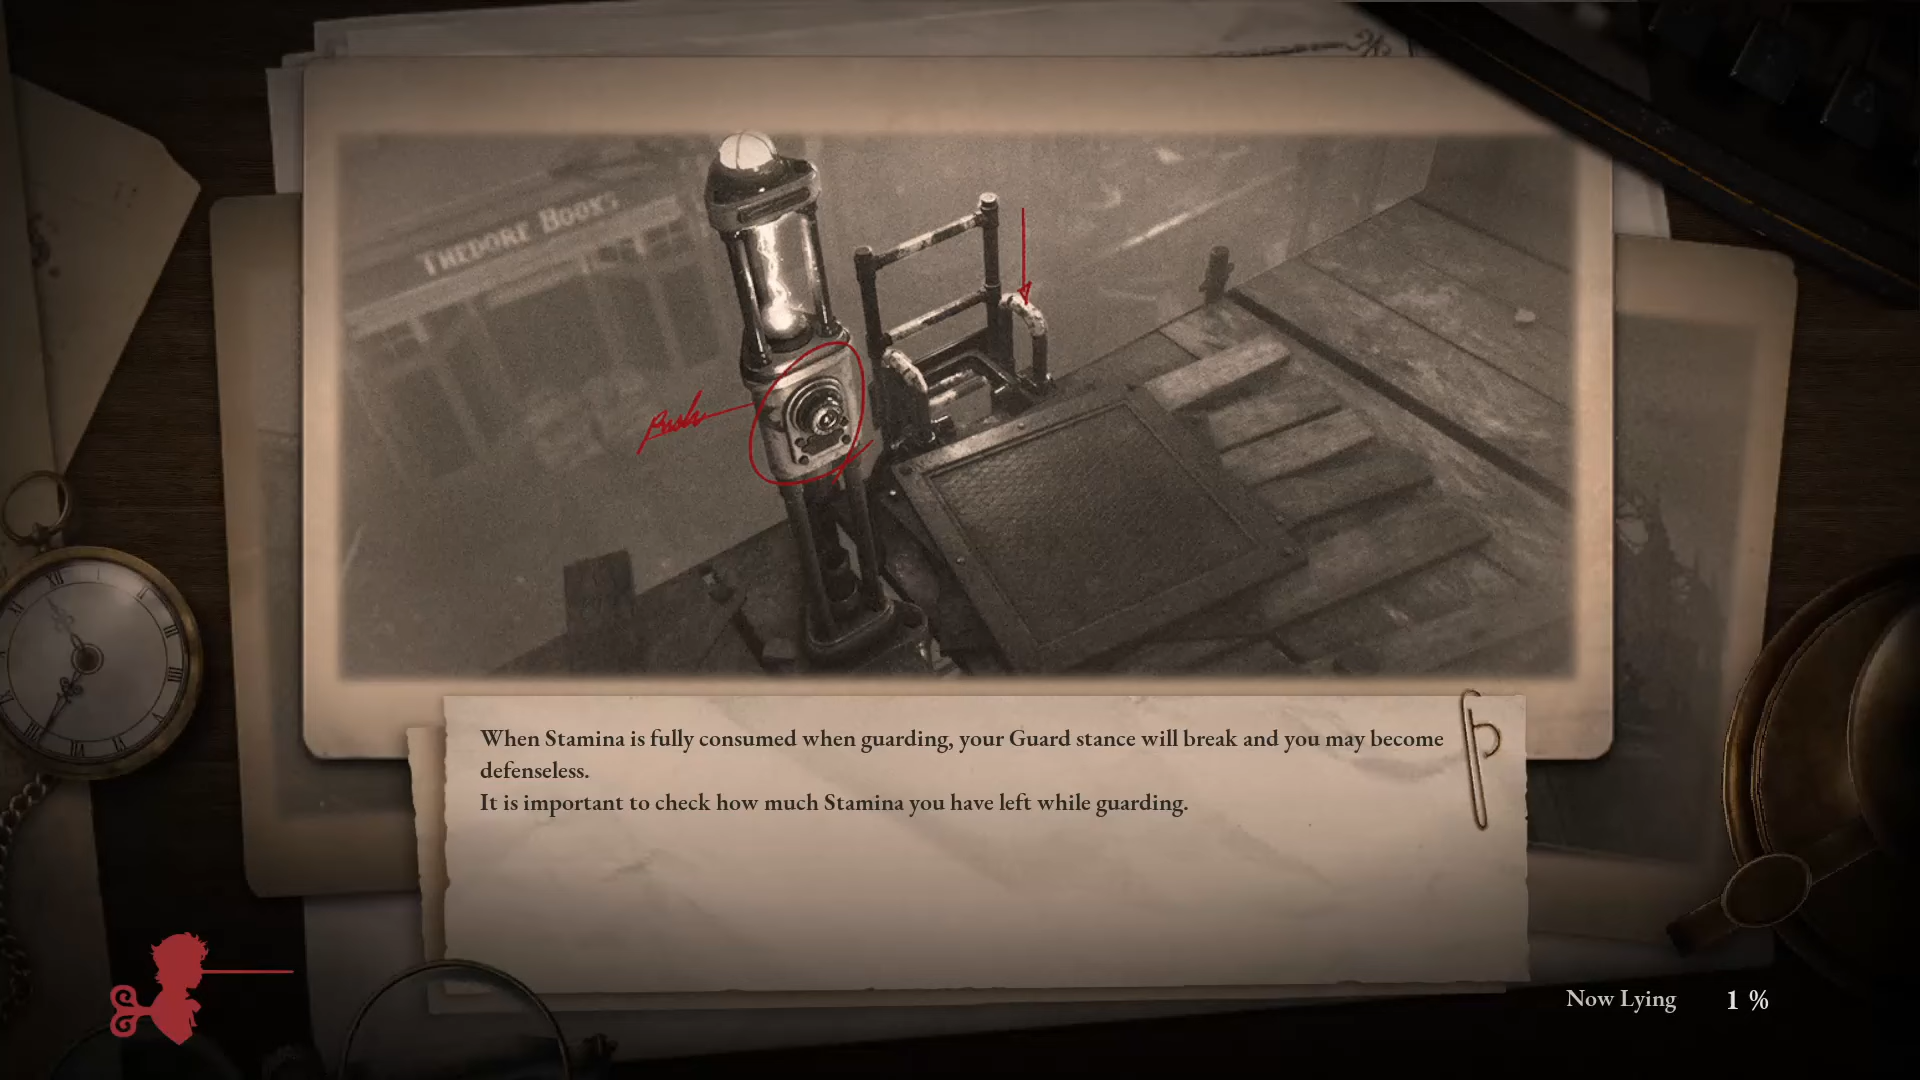 THEDORE BOOKS
Push
When Stamina is fully consumed when guarding, your Guard stance will break and you may become
defenseless.
It is important to check how much Stamina you have left while guarding.
Now Lying 1 %